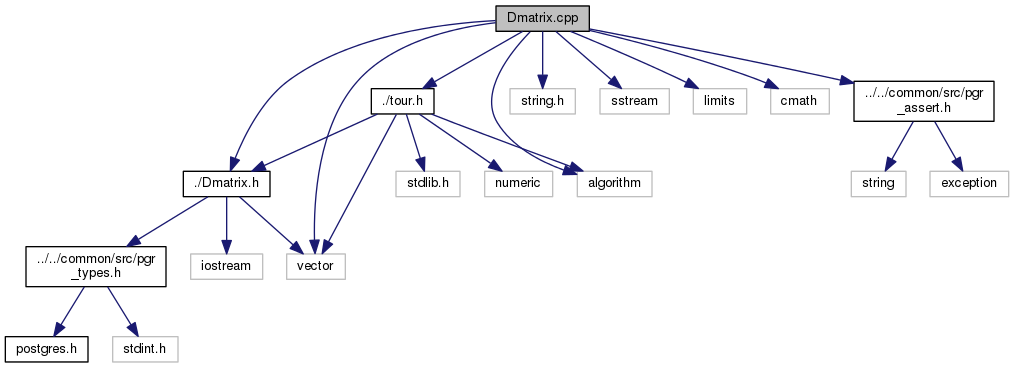 Dmatrix.cpp
./tour.h
string.h
sstream
limits
cmath
../../common/src/pgr
_assert.h
./Dmatrix.h
stdlib.h
numeric
algorithm
string
exception
../../common/src/pgr
_types.h
iostream
vector
postgres.h
stdint.h